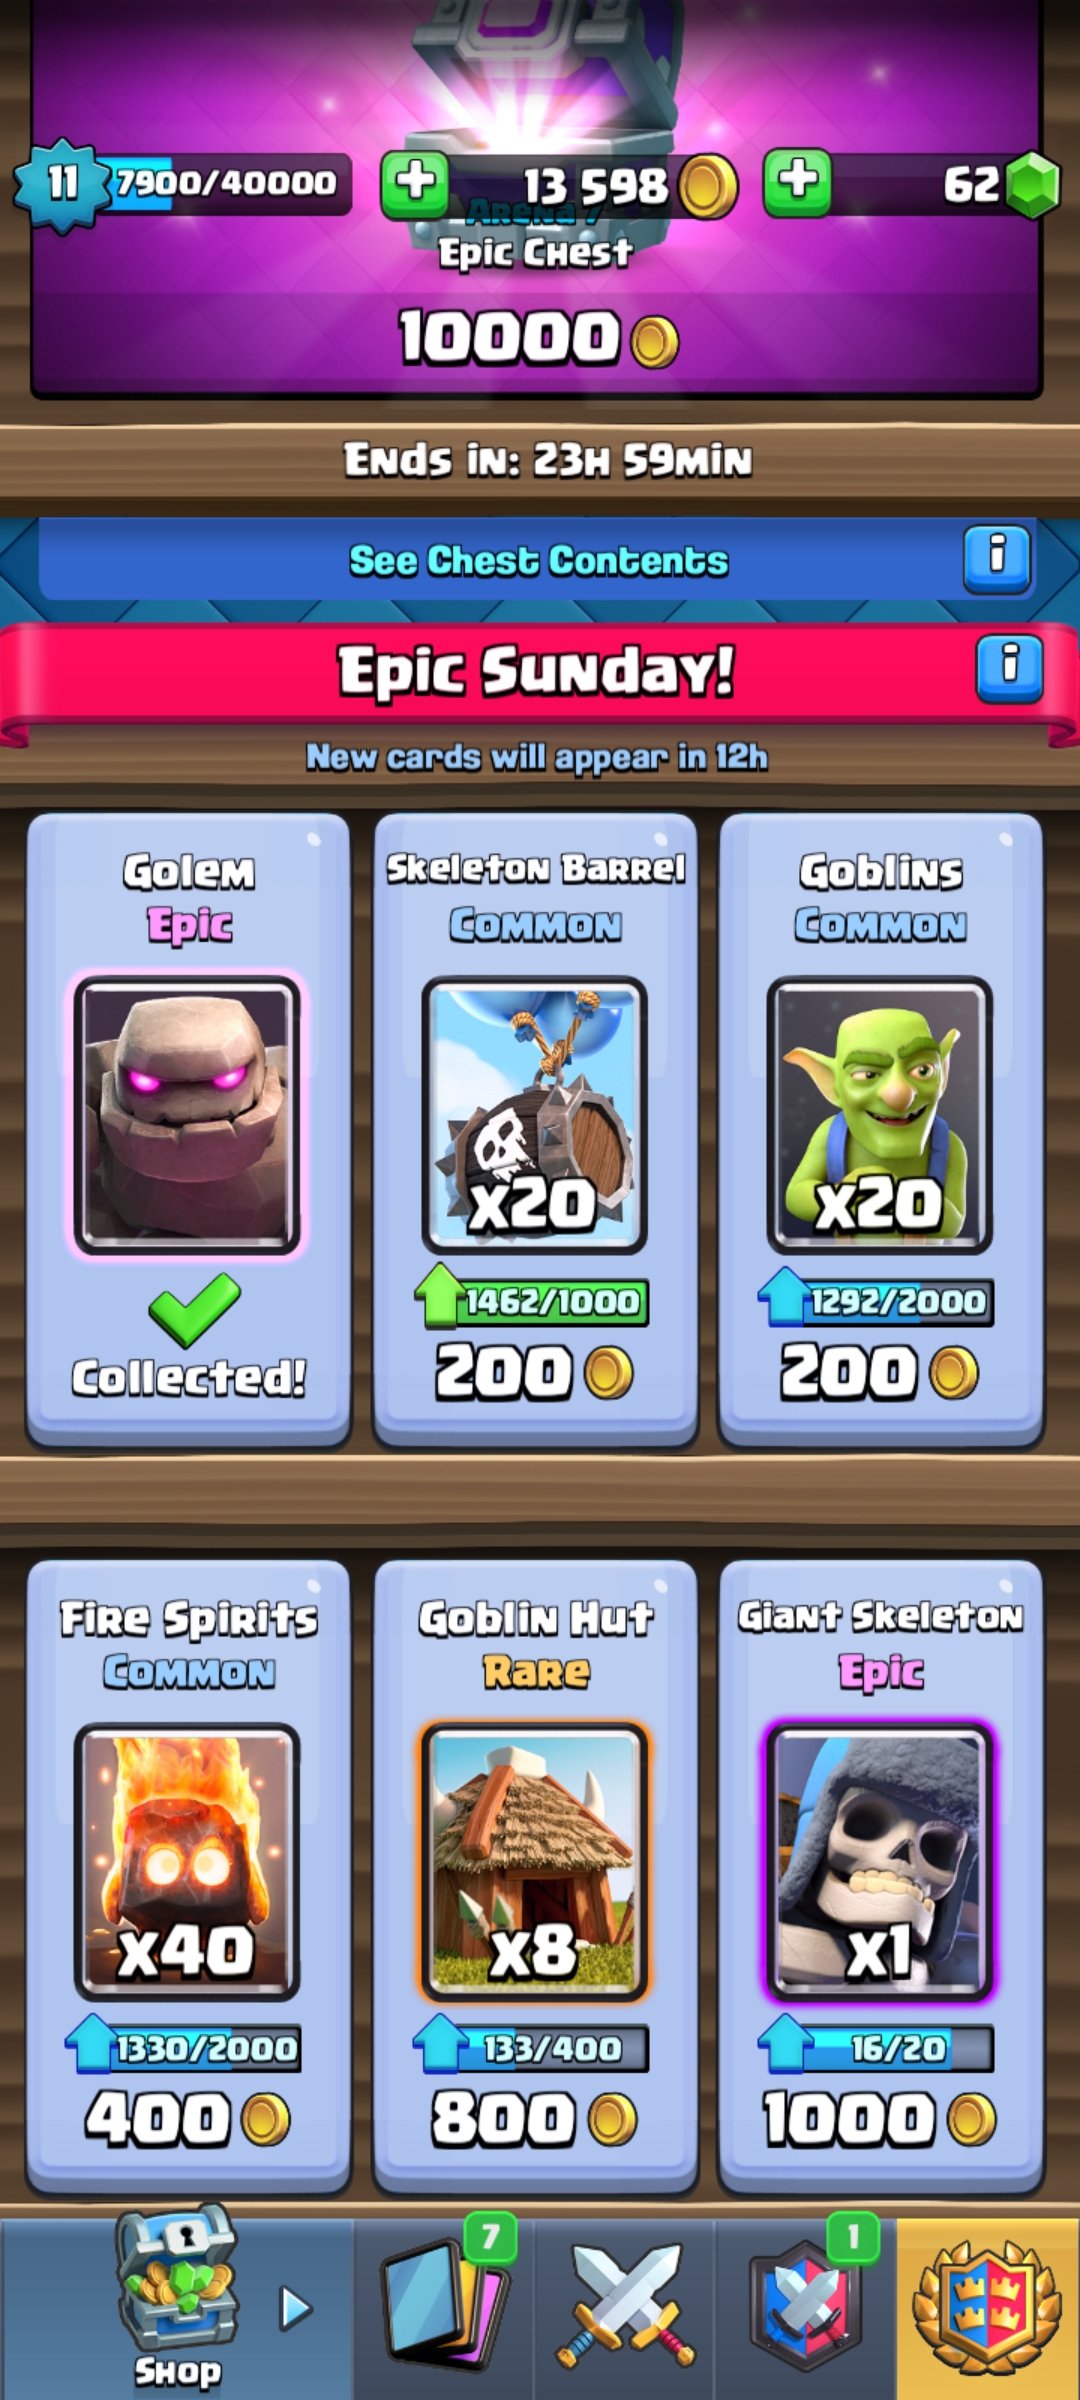 11
7900/40000
13 598
62
Arena 7
Epic Chest
10000
Ends in: 23h 59min
See Chest Contents
i
Epic Sunday!
i
New cards will appear in 12h
Golem
Epic
Collected!
Skeleton Barrel
Common
x20
1462/1000
200
Goblins
Common
x20
1292/2000
200
Fire Spirits
Common
x40
1330/2000
400
Goblin Hut
Rare
x8
133/400
800
Giant Skeleton
Epic
x1
16/20
1000
Shop
7
1